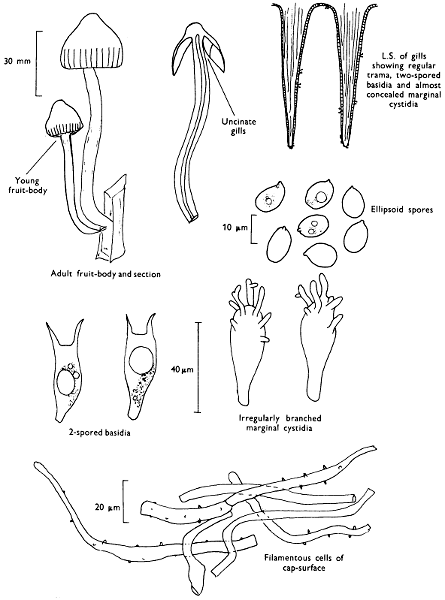 30 mm
L.S. of gills
showing regular
trama, two-spored
basidia and almost
concealed marginal
cystidia
Uncinate
gills
Young
fruit-body
Ellipsoid spores
10 μm
Adult fruit-body and section
40 μm
2-spored basidia
Irregularly branched
marginal cystidia
20 μm
Filamentous cells of
cap-surface